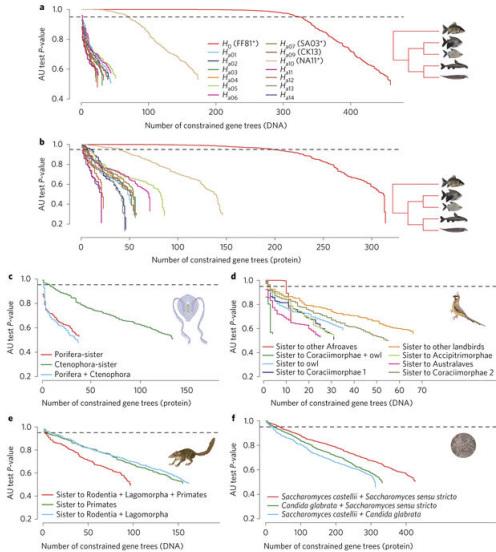 a
1.0
0.8
0.6
0.4
AU test P-value
H0 (FF81*)
Ha01
Ha02
Ha03
Ha04
Ha05
Ha06
Ha07 (SA03*)
Ha09 (CK13)
Ha10 (NA11*)
Ha11
Ha12
Ha13
Ha14
0 100 200 300 400
Number of constrained gene trees (DNA)
b
1.0
0.8
0.6
0.4
0.2
AU test P-value
0 50 100 150 200 250 300
Number of constrained gene trees (protein)
c
1.0
0.8
0.6
0.4
0.2
AU test P-value
Porifera-sister
Ctenophora-sister
Porifera + Ctenophora
0 50 100 150
Number of constrained gene trees
(protein)
d
1.0
0.8
0.6
0.4
0.2
AU test P-value
Sister to other Afroaves
Sister to Coraciimorphae + owl
Sister to owl
Sister to Coraciimorphae 1
Sister to other landbirds
Sister to Accipitrimorphae
Sister to Australaves
Sister to Coraciimorphae 2
0 10 20 30 40 50 60 70
Number of constrained gene trees (DNA)
e
1.0
0.8
0.6
0.4
0.2
AU test P-value
Sister to Rodentia + Lagomorpha + Primates
Sister to Primates
Sister to Rodentia + Lagomorpha
0 50 100 150
Number of constrained gene trees (DNA)
f
1.0
0.8
0.6
0.4
0.2
AU test P-value
Saccharomyces castellii + Saccharomyces sensu stricto
Candida glabrata + Saccharomyces sensu stricto
Saccharomyces castellii + Candida glabrata
0 100 200 300 400
Number of constrained gene trees (protein)